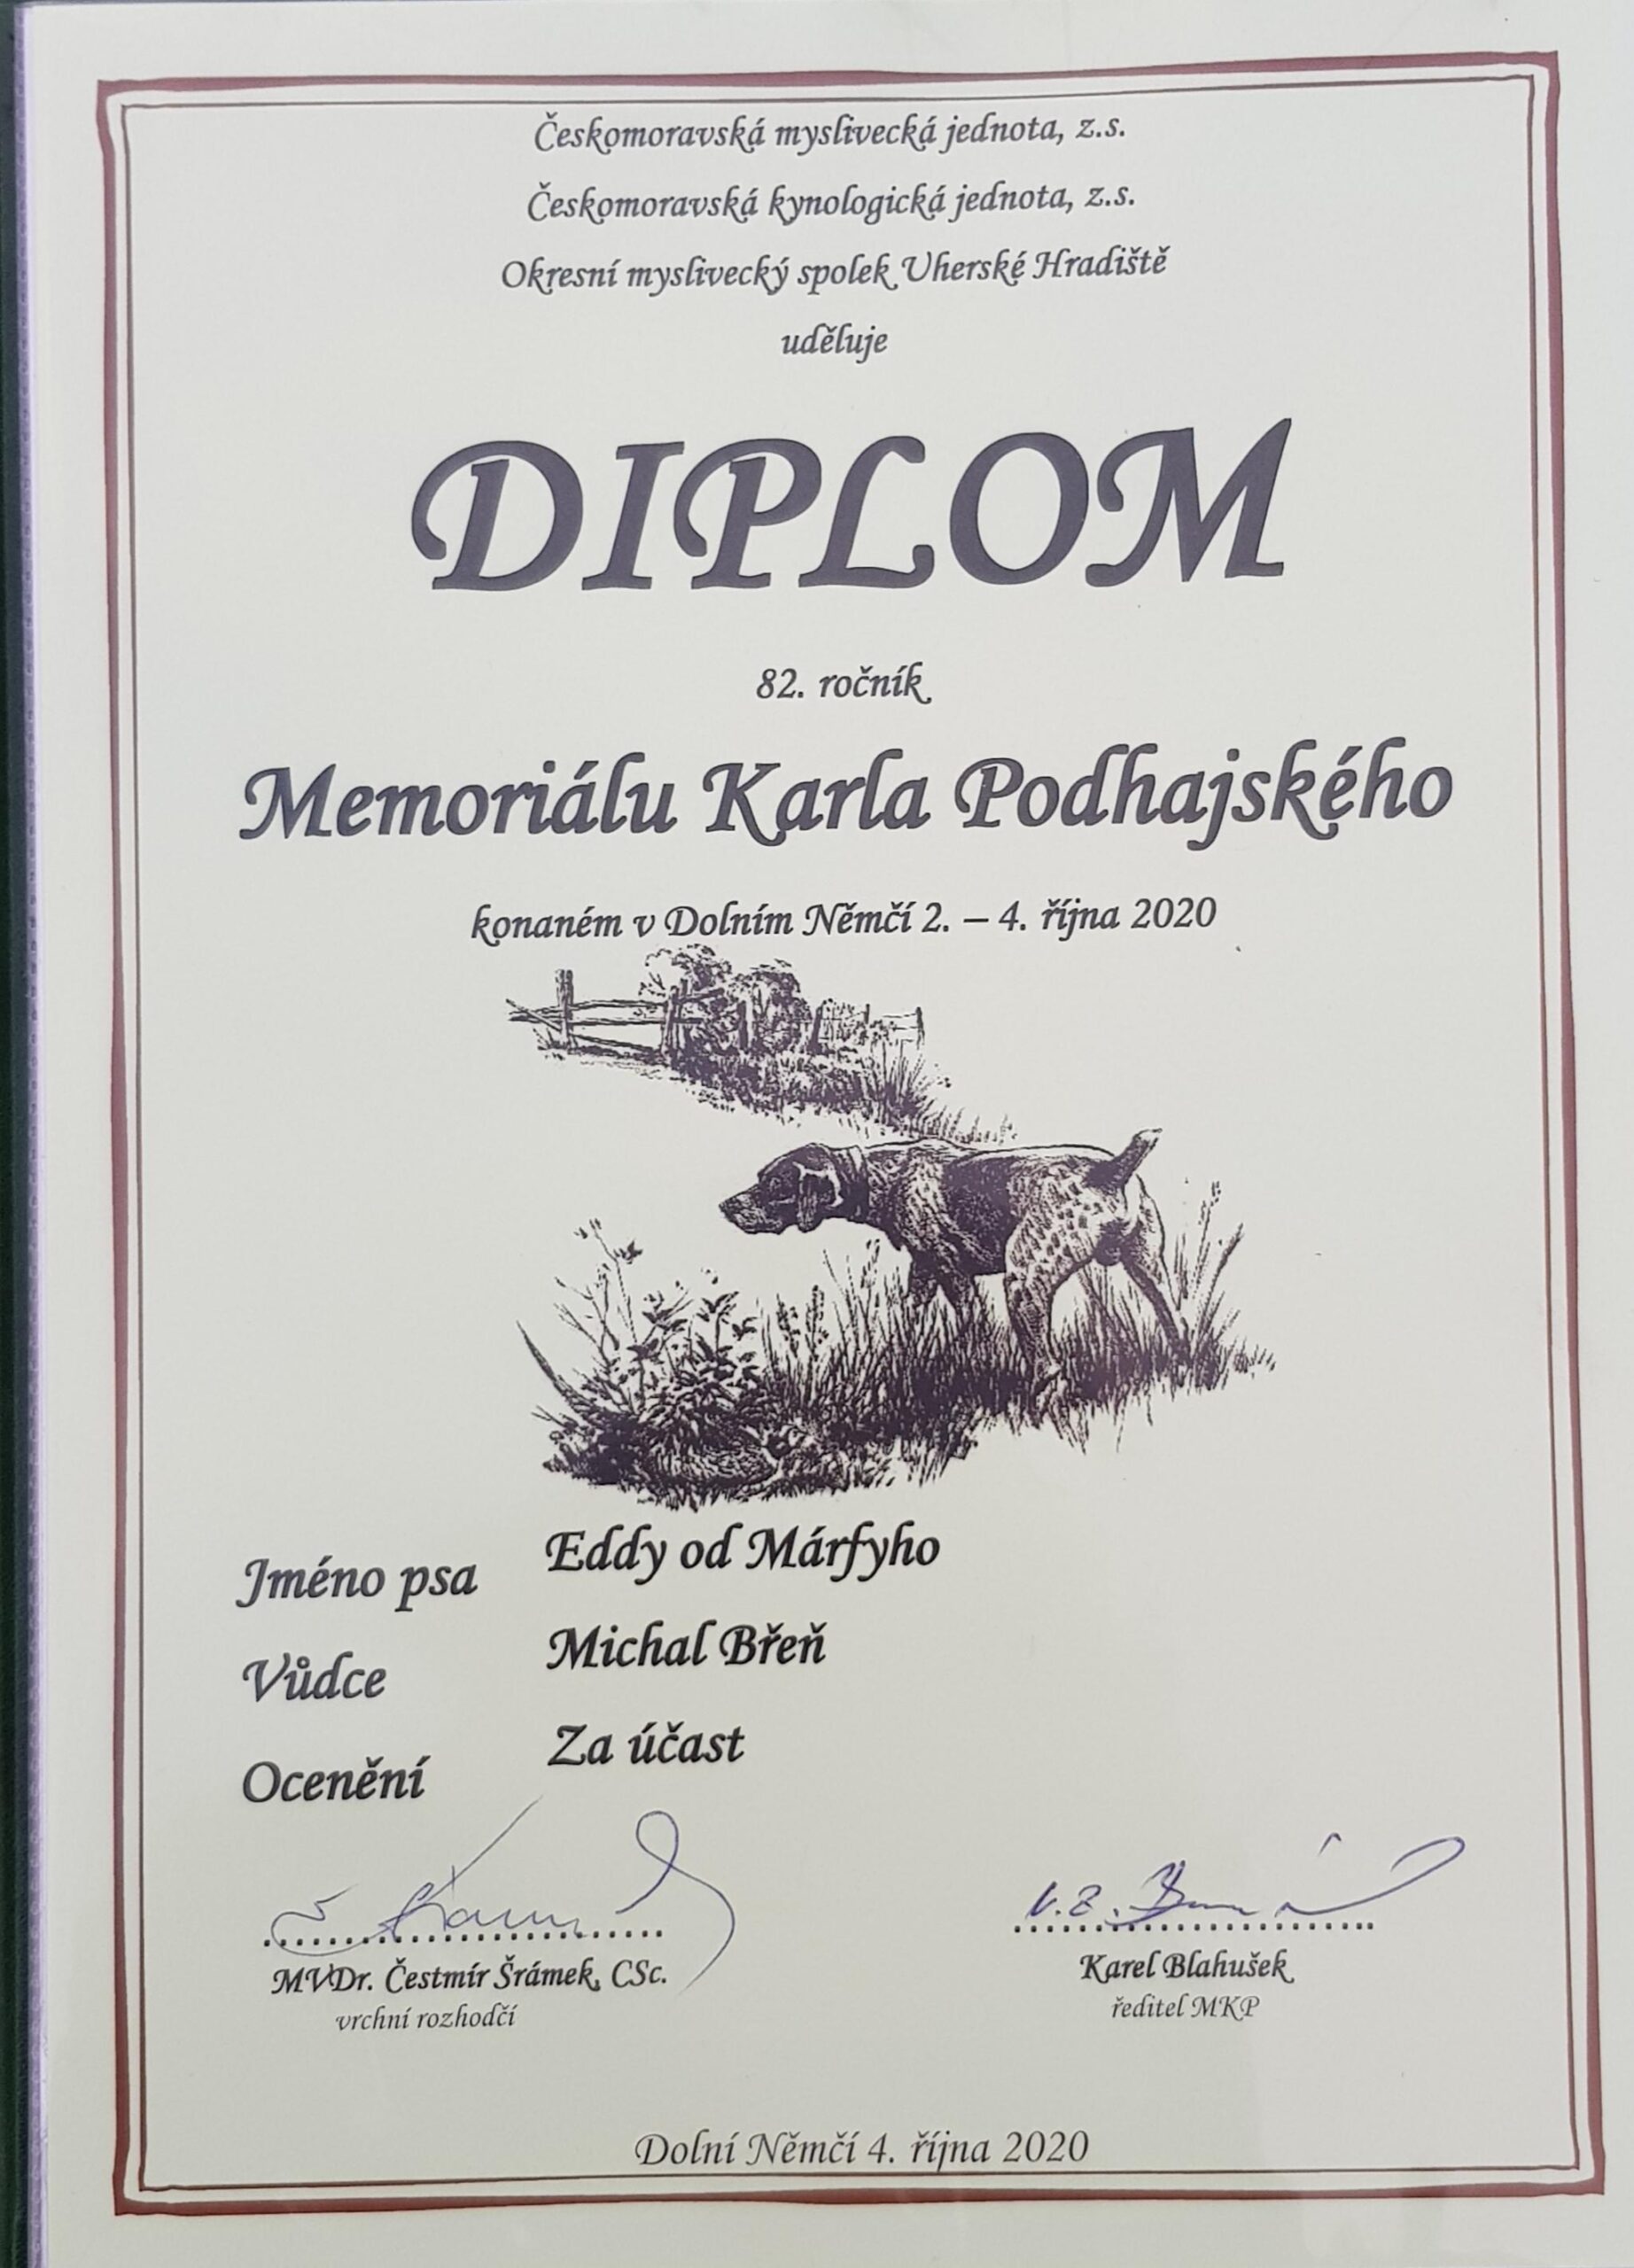 Českomoravská myslivecká jednota, z.s.
Českomoravská kynologická jednota, z.s.
Okresní myslivecký spolek Uherské Hradiště
uděluje
DIPLOM
82. ročník
Memoriálu Karla Podhajského
konaném v Dolním Němčí 2. – 4. října 2020
Jméno psa Eddy od Márfyho
Vůdce Michal Břeň
Ocenění Za účast
v.z.
MVDr. Čestmír Šrámek, CSc. Karel Blahušek
vrchní rozhodčí ředitel MKP
Dolní Němčí 4. října 2020